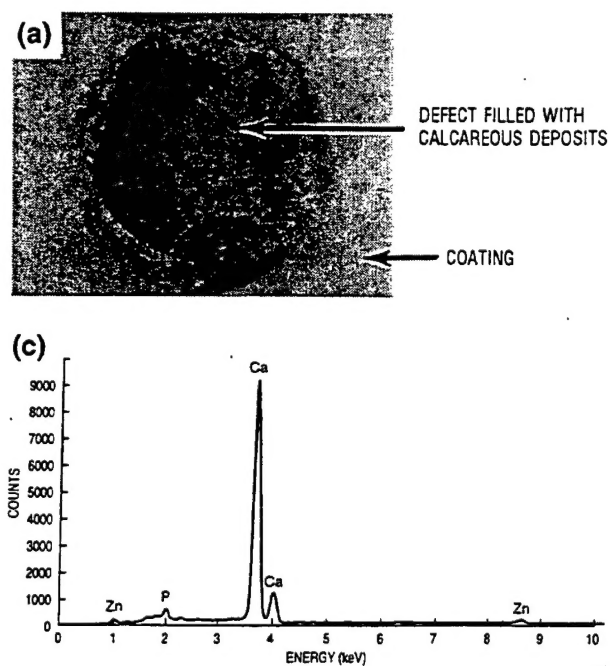 (a)
DEFECT FILLED WITH
CALCAREOUS DEPOSITS
COATING
(c)
9000
8000
7000
6000
5000
4000
3000
2000
1000
0
COUNTS
Ca
Ca
Zn
P
Zn
0 1 2 3 4 5 6 7 8 9 10
ENERGY (keV)